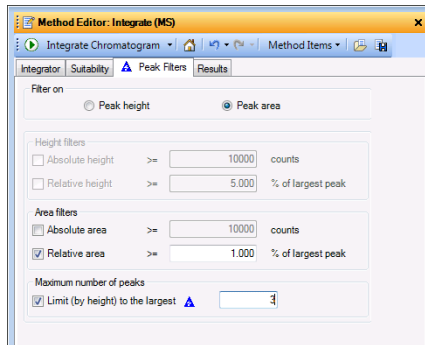 Method Editor: Integrate (MS)
Integrate Chromatogram Method Items
Integrator Suitability Peak Filters Results
Filter on
Peak height Peak area
Height filters
Absolute height >= 10000 counts
Relative height >= 5.000 % of largest peak
Area filters
Absolute area >= 10000 counts
Relative area >= 1.000 % of largest peak
Maximum number of peaks
Limit (by height) to the largest 3